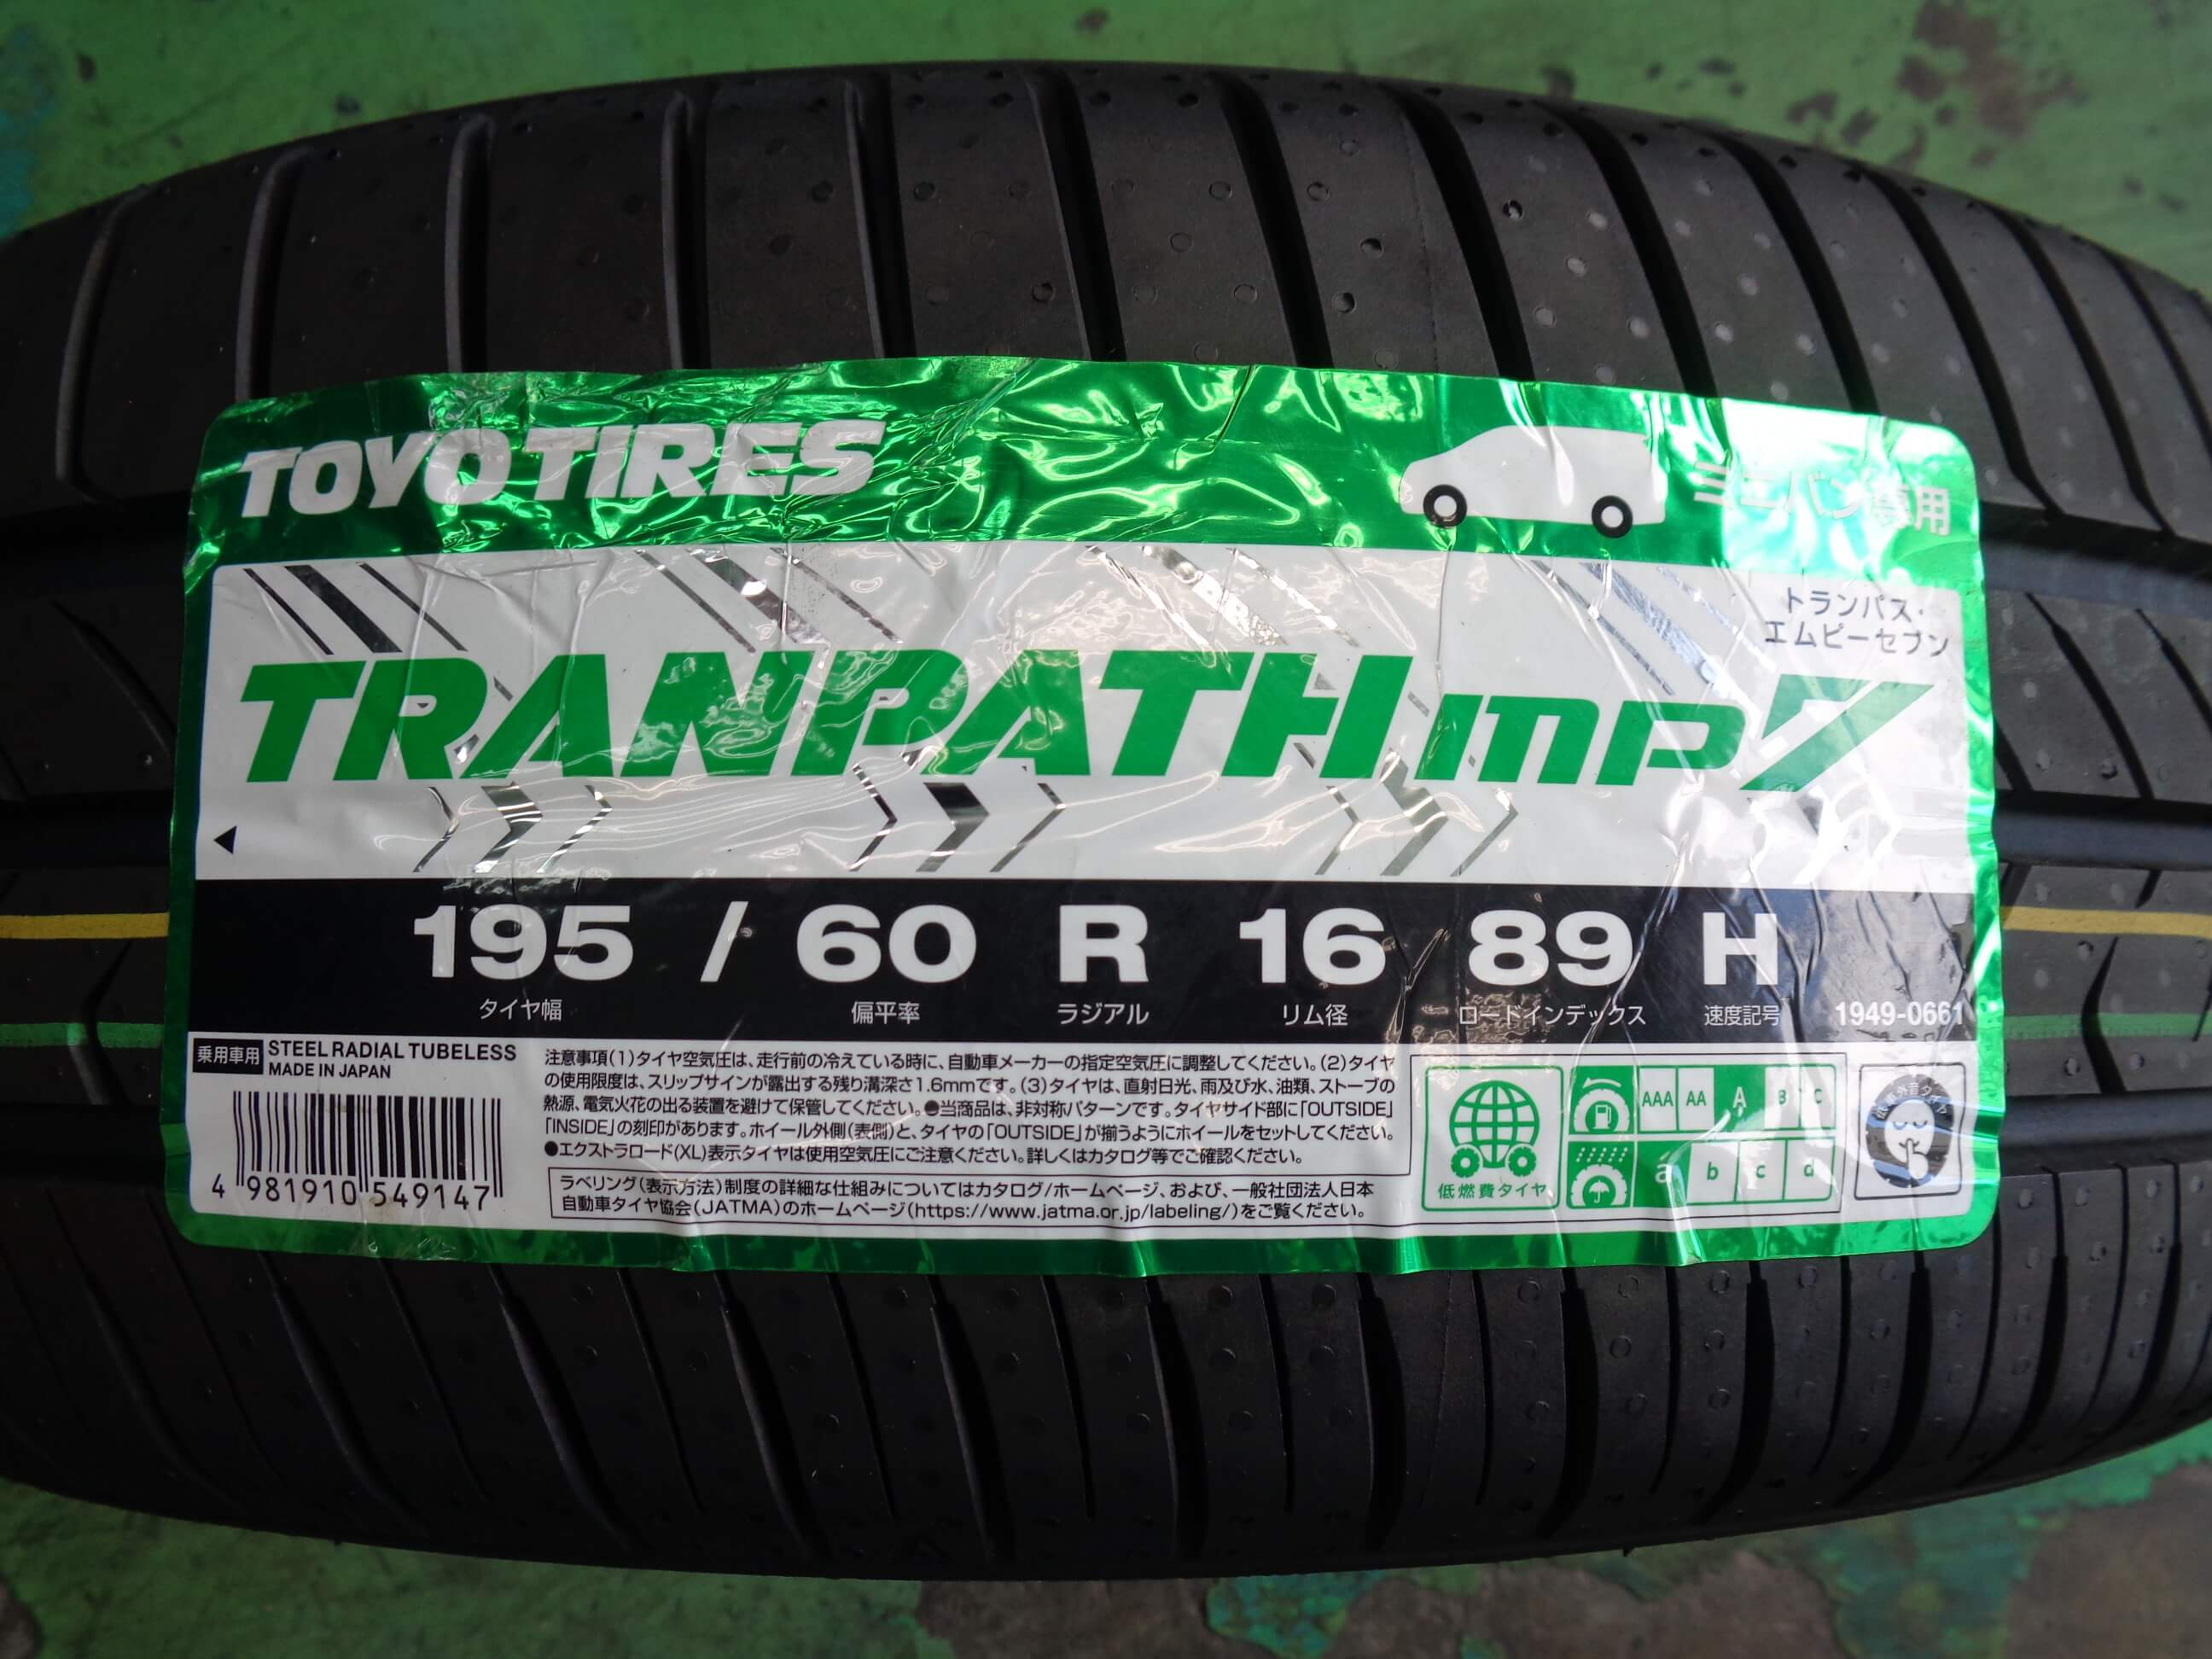 TOYO TIRES
ミニバン専用
トランパス・
エムピーセブン
TRANPATH mp7
195 / 60 R 16 89 H
タイヤ幅 偏平率 ラジアル リム径 ロードインデックス 速度記号 1949-0661
乗用車用 STEEL RADIAL TUBELESS
MADE IN JAPAN
4 981910 549147
注意事項(1)タイヤ空気圧は、走行前の冷えている時に、自動車メーカーの指定空気圧に調整してください。(2)タイヤ
の使用限度は、スリップサインが露出する残り溝深さ1.6mmです。(3)タイヤは、直射日光、雨及び水、油類、ストーブの
熱源、電気火花の出る装置を避けて保管してください。●当商品は、非対称パターンです。タイヤサイド部に「OUTSIDE」
「INSIDE」の刻印があります。ホイール外側(表側)と、タイヤの「OUTSIDE」が揃うようにホイールをセットしてください。
●エクストラロード(XL)表示タイヤは使用空気圧にご注意ください。詳しくはカタログ等でご確認ください。
ラベリング(表示方法)制度の詳細な仕組みについてはカタログ/ホームページ、および、一般社団法人日本
自動車タイヤ協会(JATMA)のホームページ(https://www.jatma.or.jp/labeling/)をご覧ください。
低燃費タイヤ
AAA AA A B C
a b c d
低車外音タイヤ